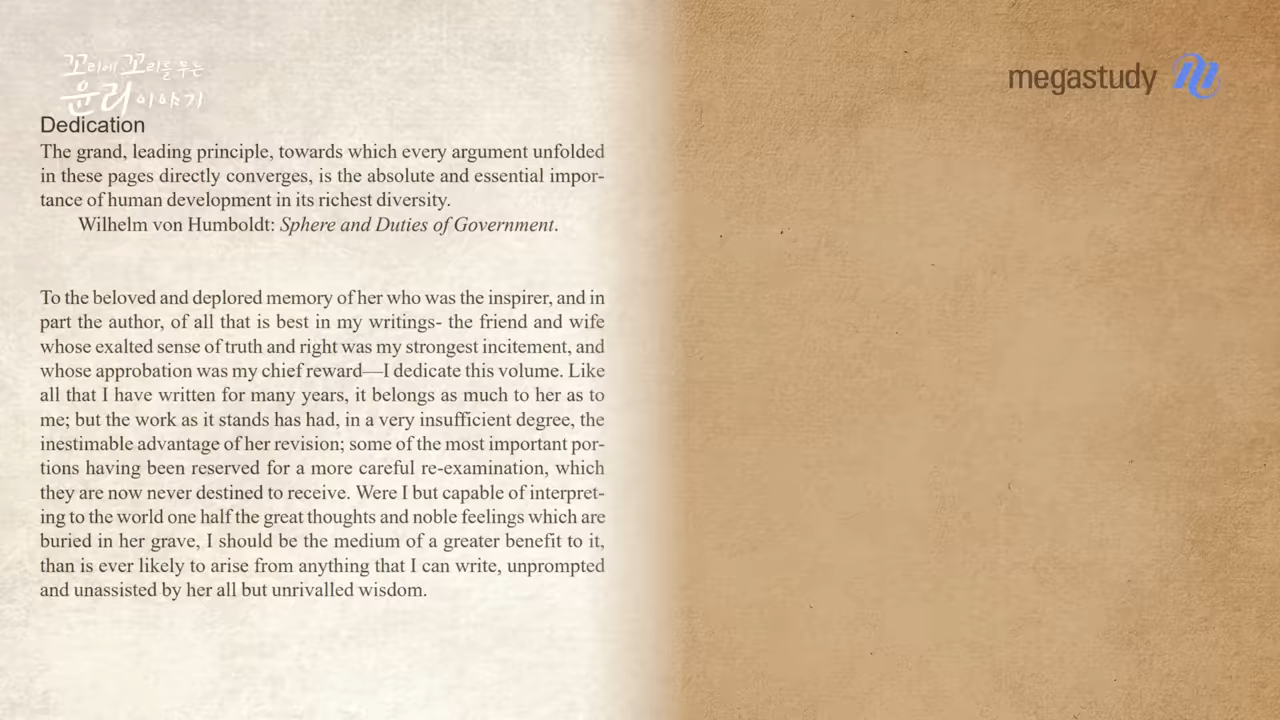 꼬리에 꼬리를 무는
윤리 이야기
megastudy
Dedication
The grand, leading principle, towards which every argument unfolded
in these pages directly converges, is the absolute and essential impor-
tance of human development in its richest diversity.
Wilhelm von Humboldt: Sphere and Duties of Government.
To the beloved and deplored memory of her who was the inspirer, and in
part the author, of all that is best in my writings- the friend and wife
whose exalted sense of truth and right was my strongest incitement, and
whose approbation was my chief reward—I dedicate this volume. Like
all that I have written for many years, it belongs as much to her as to
me; but the work as it stands has had, in a very insufficient degree, the
inestimable advantage of her revision; some of the most important por-
tions having been reserved for a more careful re-examination, which
they are now never destined to receive. Were I but capable of interpret-
ing to the world one half the great thoughts and noble feelings which are
buried in her grave, I should be the medium of a greater benefit to it,
than is ever likely to arise from anything that I can write, unprompted
and unassisted by her all but unrivalled wisdom.